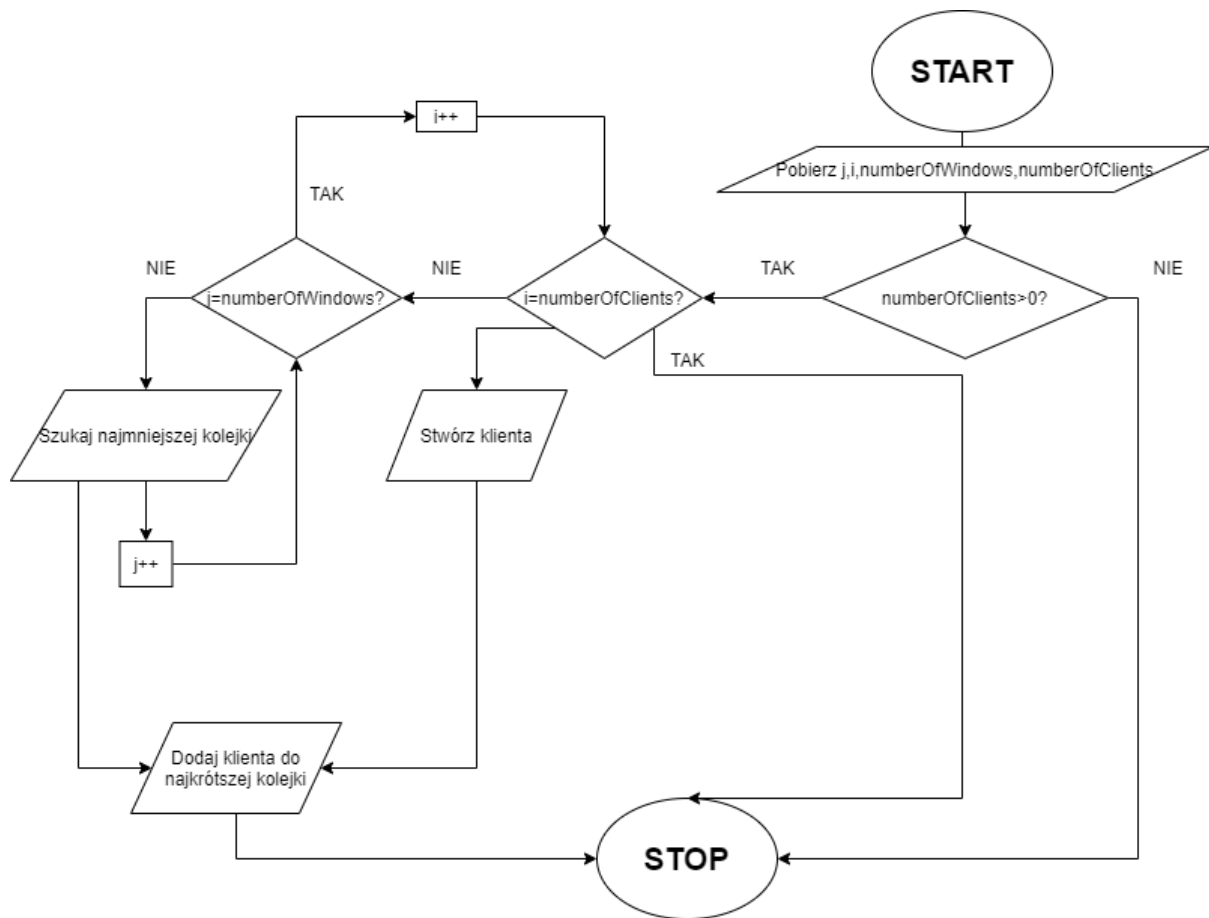 START
i++
Pobierz j,i,numberOfWindows,numberOfClients
TAK
NIE
NIE
TAK
NIE
j=numberOfWindows?
i=numberOfClients?
numberOfClients>0?
TAK
Szukaj najmniejszej kolejki
Stwórz klienta
j++
Dodaj klienta do
najkrótszej kolejki
STOP